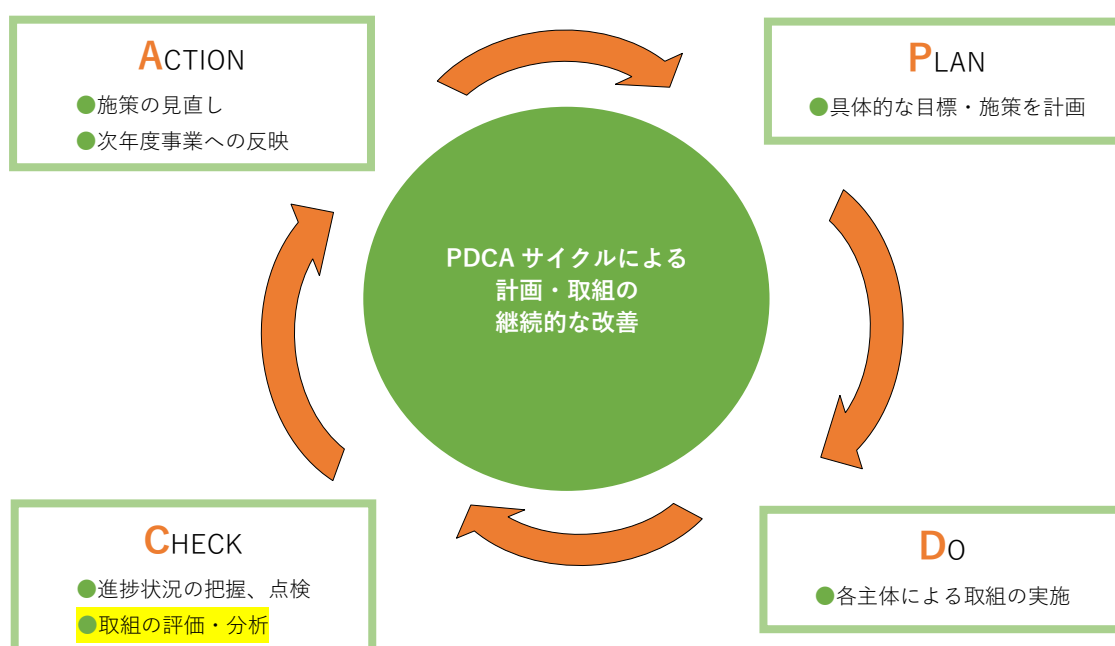 ACTION
●施策の見直し
●次年度事業への反映
PLAN
●具体的な目標・施策を計画
PDCA サイクルによる
計画・取組の
継続的な改善
CHECK
●進捗状況の把握、点検
●取組の評価・分析
DO
●各主体による取組の実施